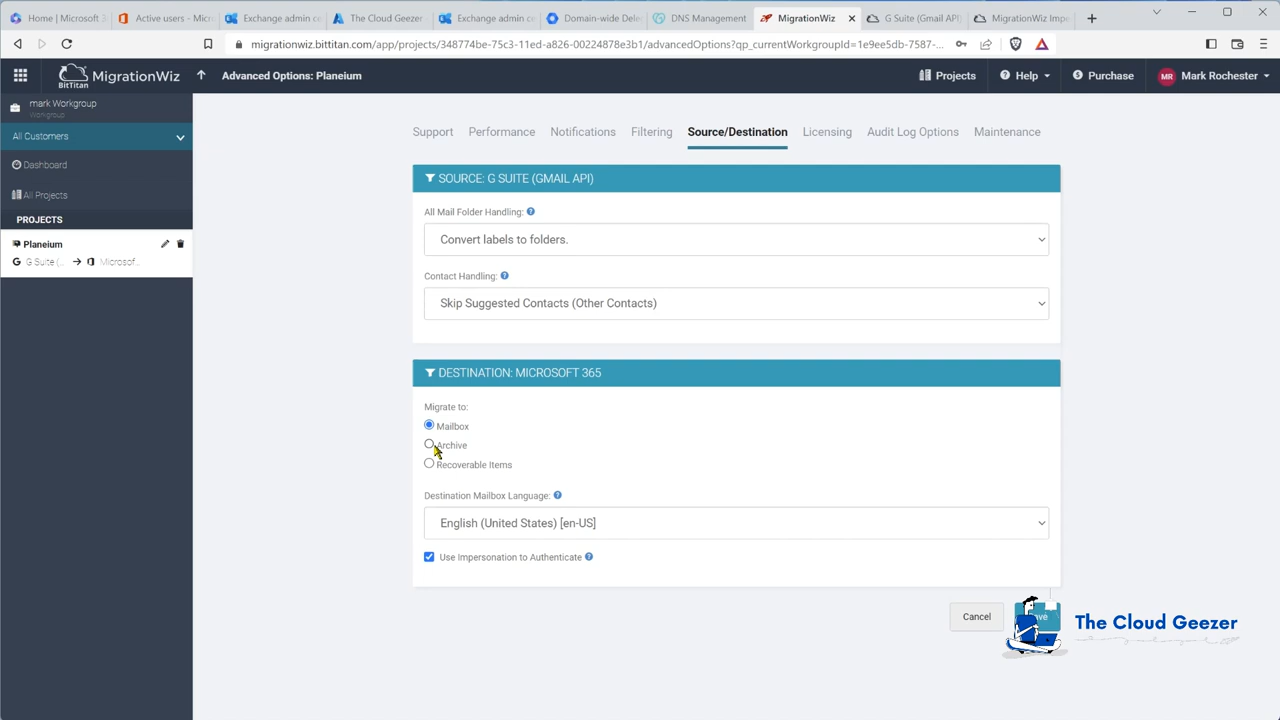 Home | Microsoft 3
Active users - Micro
Exchange admin ce
The Cloud Geezer
Exchange admin ce
Domain-wide Dele
DNS Management
MigrationWiz
G Suite (Gmail API)
MigrationWiz Impe
migrationwiz.bittitan.com/app/projects/348774be-75c3-11ed-a826-00224878e3b1/advancedOptions?qp_currentWorkgroupId=1e9ee5db-7587-...
BitTitan
MigrationWiz
Advanced Options: Planeium
Projects
Help
Purchase
MR
Mark Rochester
mark Workgroup
Workgroup
All Customers
Dashboard
All Projects
PROJECTS
Planeium
G Suite (... Microsof...
Support
Performance
Notifications
Filtering
Source/Destination
Licensing
Audit Log Options
Maintenance
SOURCE: G SUITE (GMAIL API)
All Mail Folder Handling:
Convert labels to folders.
Contact Handling:
Skip Suggested Contacts (Other Contacts)
DESTINATION: MICROSOFT 365
Migrate to:
Mailbox
Archive
Recoverable Items
Destination Mailbox Language:
English (United States) [en-US]
Use Impersonation to Authenticate
Cancel
The Cloud Geezer